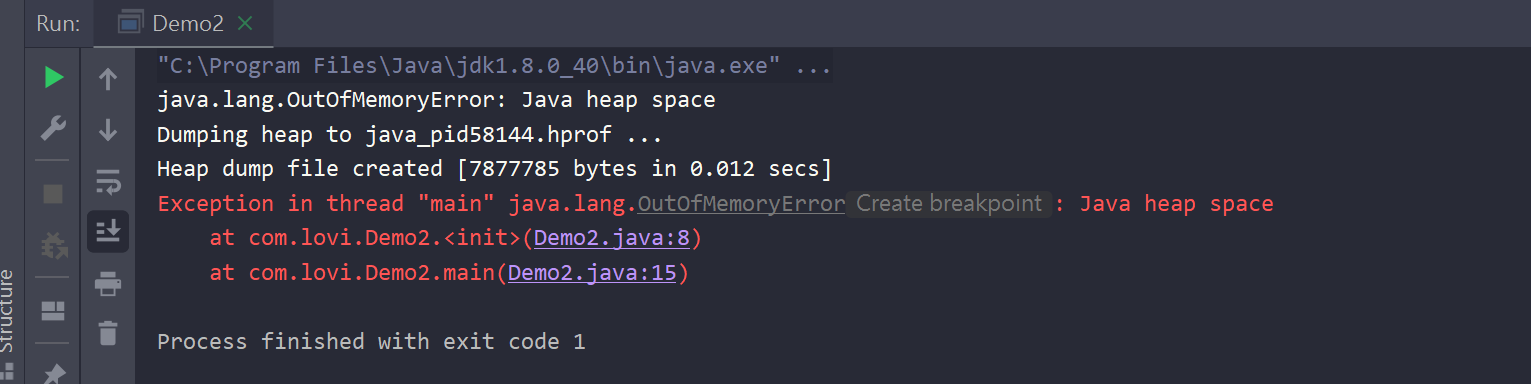 Run: Demo2
"C:\Program Files\Java\jdk1.8.0_40\bin\java.exe" ...
java.lang.OutOfMemoryError: Java heap space
Dumping heap to java_pid58144.hprof ...
Heap dump file created [7877785 bytes in 0.012 secs]
Exception in thread "main" java.lang.OutOfMemoryError Create breakpoint : Java heap space
    at com.lovi.Demo2.<init>(Demo2.java:8)
    at com.lovi.Demo2.main(Demo2.java:15)
Process finished with exit code 1
Structure